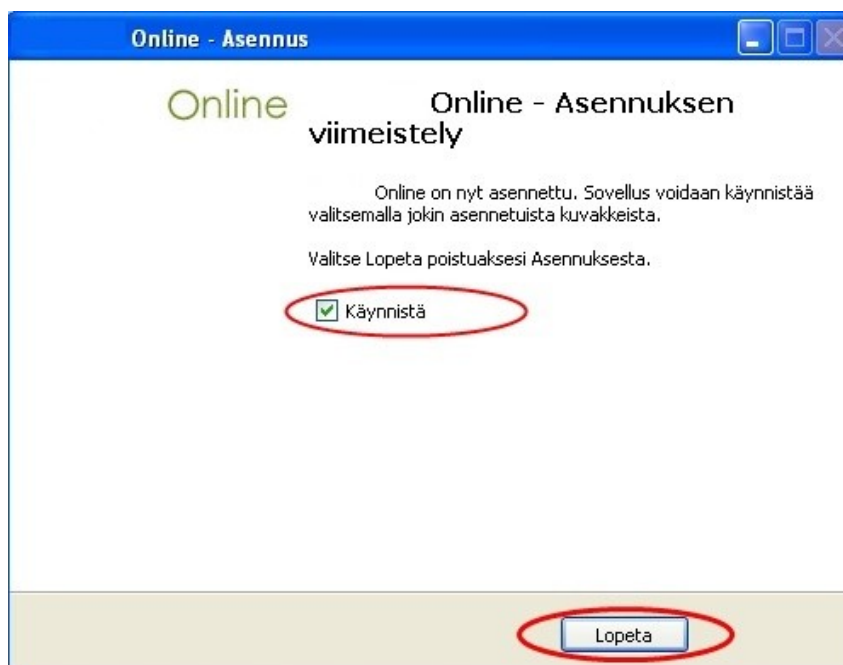 Online - Asennus
Online
Online - Asennuksen
viimeistely
Online on nyt asennettu. Sovellus voidaan käynnistää
valitsemalla jokin asennetuista kuvakkeista.
Valitse Lopeta poistuaksesi Asennuksesta.
Käynnistä
Lopeta